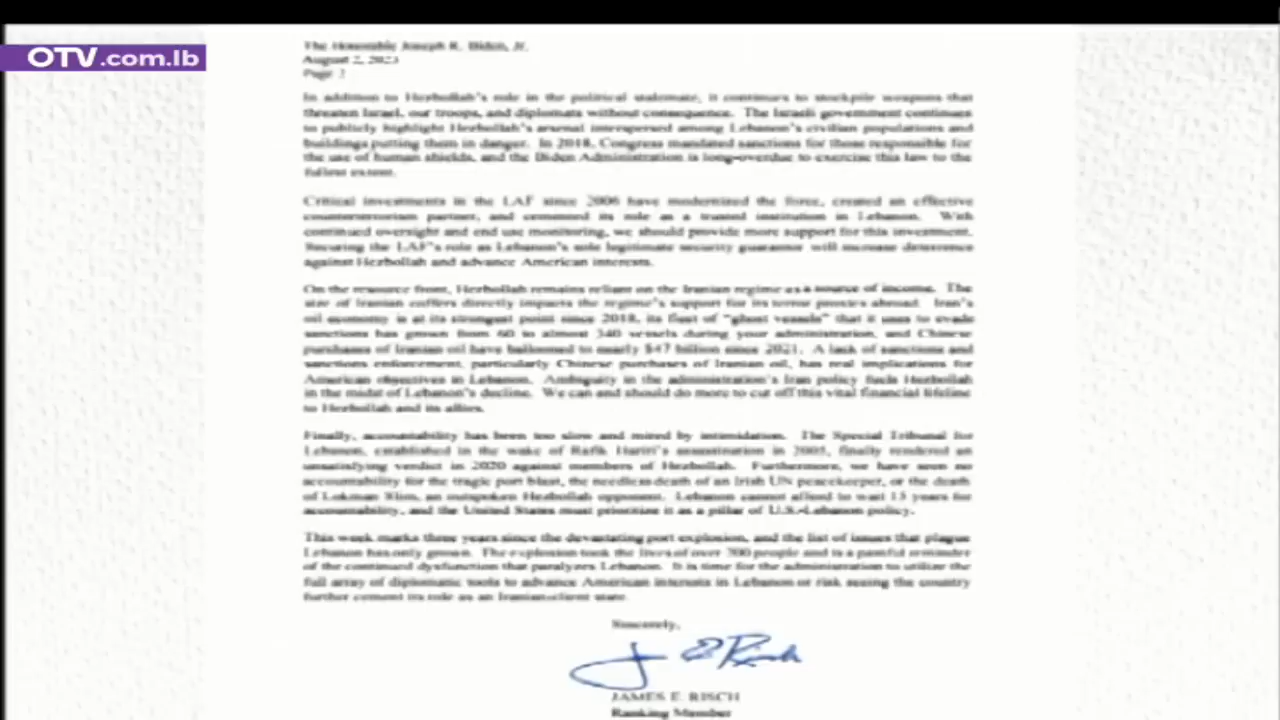 OTV.com.lb
The Honorable Joseph R. Biden, Jr.
August 2, 2023
Page 2
In addition to Hezbollah's role in the political stalemate, it continues to stockpile weapons that
threaten Israel, our troops, and diplomats without consequence. The Israeli government continues
to publicly highlight Hezbollah's arsenal interspersed among Lebanon's civilian populations and
buildings putting them in danger. In 2018, Congress mandated sanctions for those responsible for
the use of human shields, and the Biden Administration is long-overdue to exercise this law to the
fullest extent.
Critical investments in the LAF since 2006 have modernized the force, created an effective
counterterrorism partner, and cemented its role as a trusted institution in Lebanon. With
continued oversight and end use monitoring, we should provide more support for this investment.
Securing the LAF's role as Lebanon's sole legitimate security guarantor will increase deterrence
against Hezbollah and advance American interests.
On the resource front, Hezbollah remains reliant on the Iranian regime as a source of income. The
size of Iranian coffers directly impacts the regime's support for its terror proxies abroad. Iran's
oil economy is at its strongest point since 2018, its fleet of "ghost vessels" that it uses to evade
sanctions has grown from 60 to almost 340 vessels during your administration, and Chinese
purchases of Iranian oil have ballooned to nearly $47 billion since 2021. A lack of sanctions and
sanctions enforcement, particularly Chinese purchases of Iranian oil, has real implications for
American objectives in Lebanon. Ambiguity in the administration's Iran policy fuels Hezbollah
in the midst of Lebanon's decline. We can and should do more to cut off this vital financial lifeline
to Hezbollah and its allies.
Finally, accountability has been too slow and mired by intimidation. The Special Tribunal for
Lebanon, established in the wake of Rafik Hariri's assassination in 2005, finally rendered an
unsatisfying verdict in 2020 against members of Hezbollah. Furthermore, we have seen no
accountability for the tragic port blast, the needless death of an Irish UN peacekeeper, or the death
of Lokman Slim, an outspoken Hezbollah opponent. Lebanon cannot afford to wait 15 years for
accountability, and the United States must prioritize it as a pillar of U.S.-Lebanon policy.
This week marks three years since the devastating port explosion, and the list of issues that plague
Lebanon has only grown. The explosion took the lives of over 200 people and is a painful reminder
of the continued dysfunction that paralyzes Lebanon. It is time for the administration to utilize the
full array of diplomatic tools to advance American interests in Lebanon or risk seeing the country
further cement its role as an Iranian client state.
Sincerely,
JAMES E. RISCH
Ranking Member